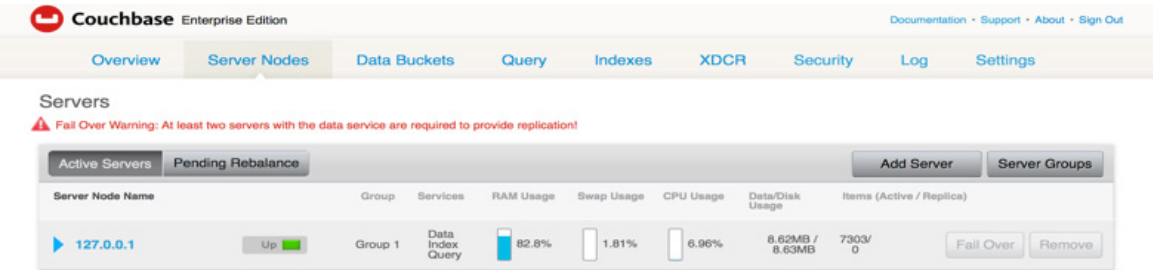 Couchbase Enterprise Edition
Documentation • Support • About • Sign Out
Overview Server Nodes Data Buckets Query Indexes XDCR Security Log Settings
Servers
Fail Over Warning: At least two servers with the data service are required to provide replication!
Active Servers Pending Rebalance Add Server Server Groups
Server Node Name Group Services RAM Usage Swap Usage CPU Usage Data/Disk Usage Items (Active / Replica)
127.0.0.1 Up Group 1 Data Index Query 82.8% 1.81% 6.96% 8.62MB / 8.63MB 7303/ 0 Fail Over Remove